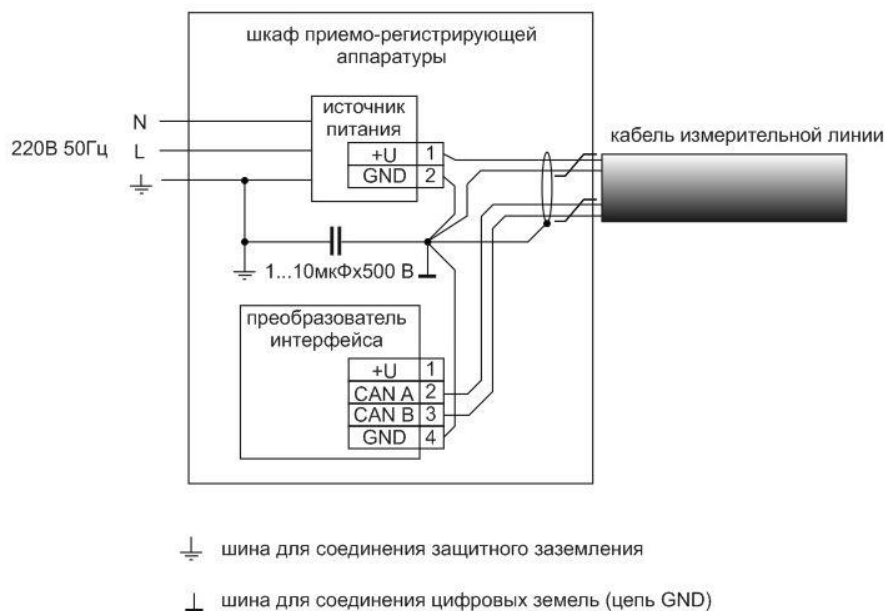 шкаф приемо-регистрирующей
аппаратуры
источник
питания
N
220В 50Гц L
+U 1
GND 2
кабель измерительной линии
1...10мкФх500 В
преобразователь
интерфейса
+U 1
CAN A 2
CAN B 3
GND 4
шина для соединения защитного заземления
шина для соединения цифровых земель (цепь GND)